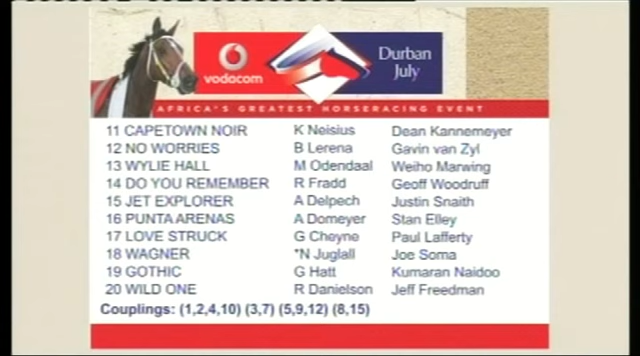 vodacom
Durban
July
AFRICA'S GREATEST HORSERACING EVENT
11 CAPETOWN NOIR K Neisius Dean Kannemeyer
12 NO WORRIES B Lerena Gavin van Zyl
13 WYLIE HALL M Odendaal Weiho Marwing
14 DO YOU REMEMBER R Fradd Geoff Woodruff
15 JET EXPLORER A Delpech Justin Snaith
16 PUNTA ARENAS A Domeyer Stan Elley
17 LOVE STRUCK G Cheyne Paul Lafferty
18 WAGNER *N Juglall Joe Soma
19 GOTHIC G Hatt Kumaran Naidoo
20 WILD ONE R Danielson Jeff Freedman
Couplings: (1,2,4,10) (3,7) (5,9,12) (8,15)